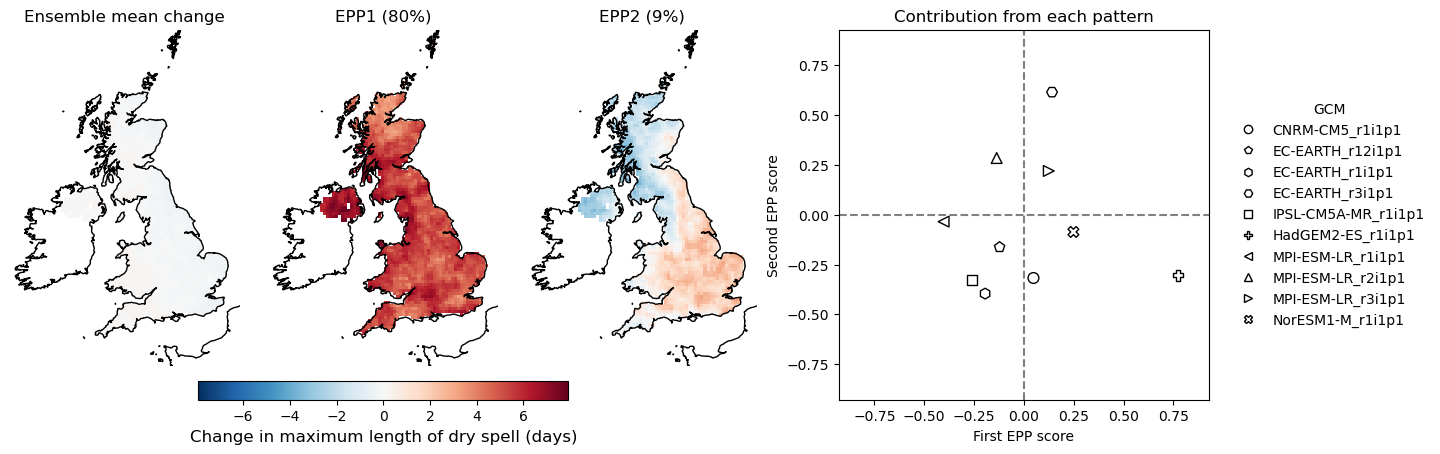 Ensemble mean change
EPP1 (80%)
EPP2 (9%)
Contribution from each pattern
−6 −4 −2 0 2 4 6
Change in maximum length of dry spell (days)
Second EPP score
0.75
0.50
0.25
0.00
−0.25
−0.50
−0.75
−0.75 −0.50 −0.25 0.00 0.25 0.50 0.75
First EPP score
GCM
CNRM-CM5_r1i1p1
EC-EARTH_r12i1p1
EC-EARTH_r1i1p1
EC-EARTH_r3i1p1
IPSL-CM5A-MR_r1i1p1
HadGEM2-ES_r1i1p1
MPI-ESM-LR_r1i1p1
MPI-ESM-LR_r2i1p1
MPI-ESM-LR_r3i1p1
NorESM1-M_r1i1p1